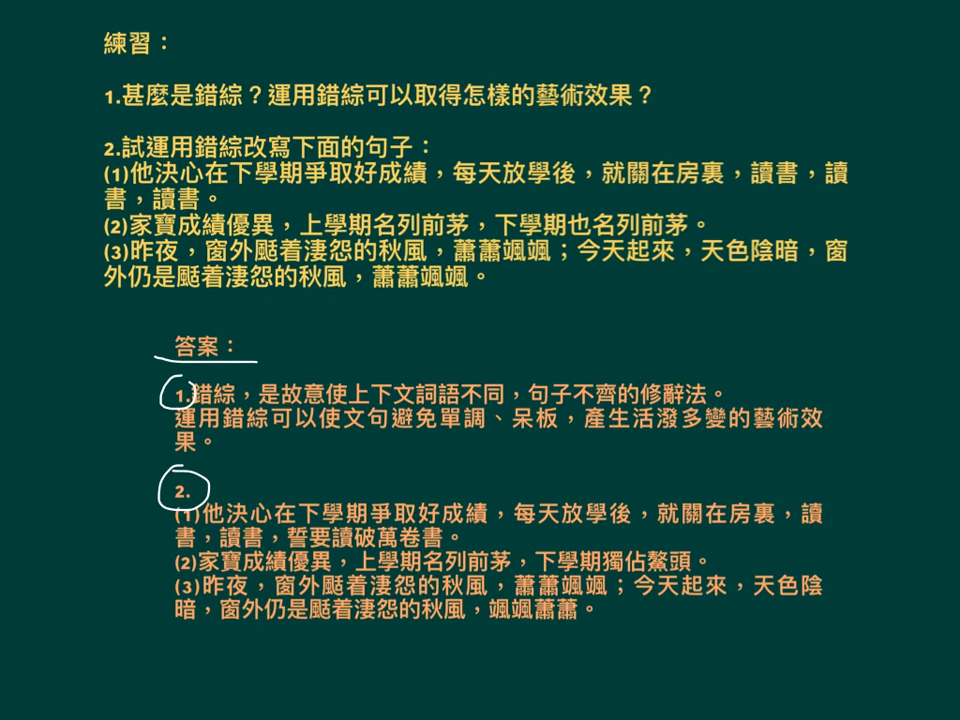 練習：
1.甚麼是錯綜？運用錯綜可以取得怎樣的藝術效果？
2.試運用錯綜改寫下面的句子：
(1)他決心在下學期爭取好成績，每天放學後，就關在房裏，讀書，讀
書，讀書。
(2)家寶成績優異，上學期名列前茅，下學期也名列前茅。
(3)昨夜，窗外颳着淒怨的秋風，蕭蕭颯颯；今天起來，天色陰暗，窗
外仍是颳着淒怨的秋風，蕭蕭颯颯。
答案：
1.錯綜，是故意使上下文詞語不同，句子不齊的修辭法。
運用錯綜可以使文句避免單調、呆板，產生活潑多變的藝術效
果。
2.
(1)他決心在下學期爭取好成績，每天放學後，就關在房裏，讀
書，讀書，誓要讀破萬卷書。
(2)家寶成績優異，上學期名列前茅，下學期獨佔鰲頭。
(3)昨夜，窗外颳着淒怨的秋風，蕭蕭颯颯；今天起來，天色陰
暗，窗外仍是颳着淒怨的秋風，颯颯蕭蕭。